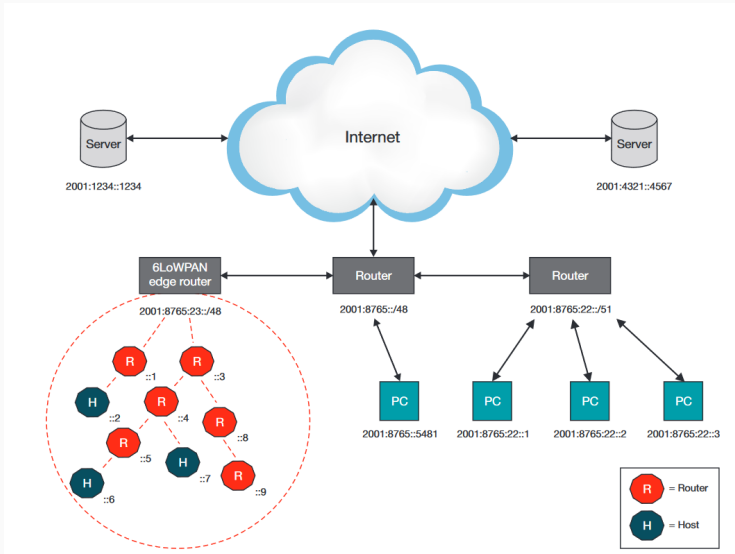 Internet
Server
Server
2001:1234::1234
2001:4321::4567
6LoWPAN
edge router
Router
Router
2001:8765:23::/48
2001:8765::/48
2001:8765:22::/51
R
::1
R
::3
H
::2
R
::4
R
::8
R
::5
H
::7
R
::9
H
::6
PC
PC
PC
PC
2001:8765::5481
2001:8765:22::1
2001:8765:22::2
2001:8765:22::3
R = Router
H = Host